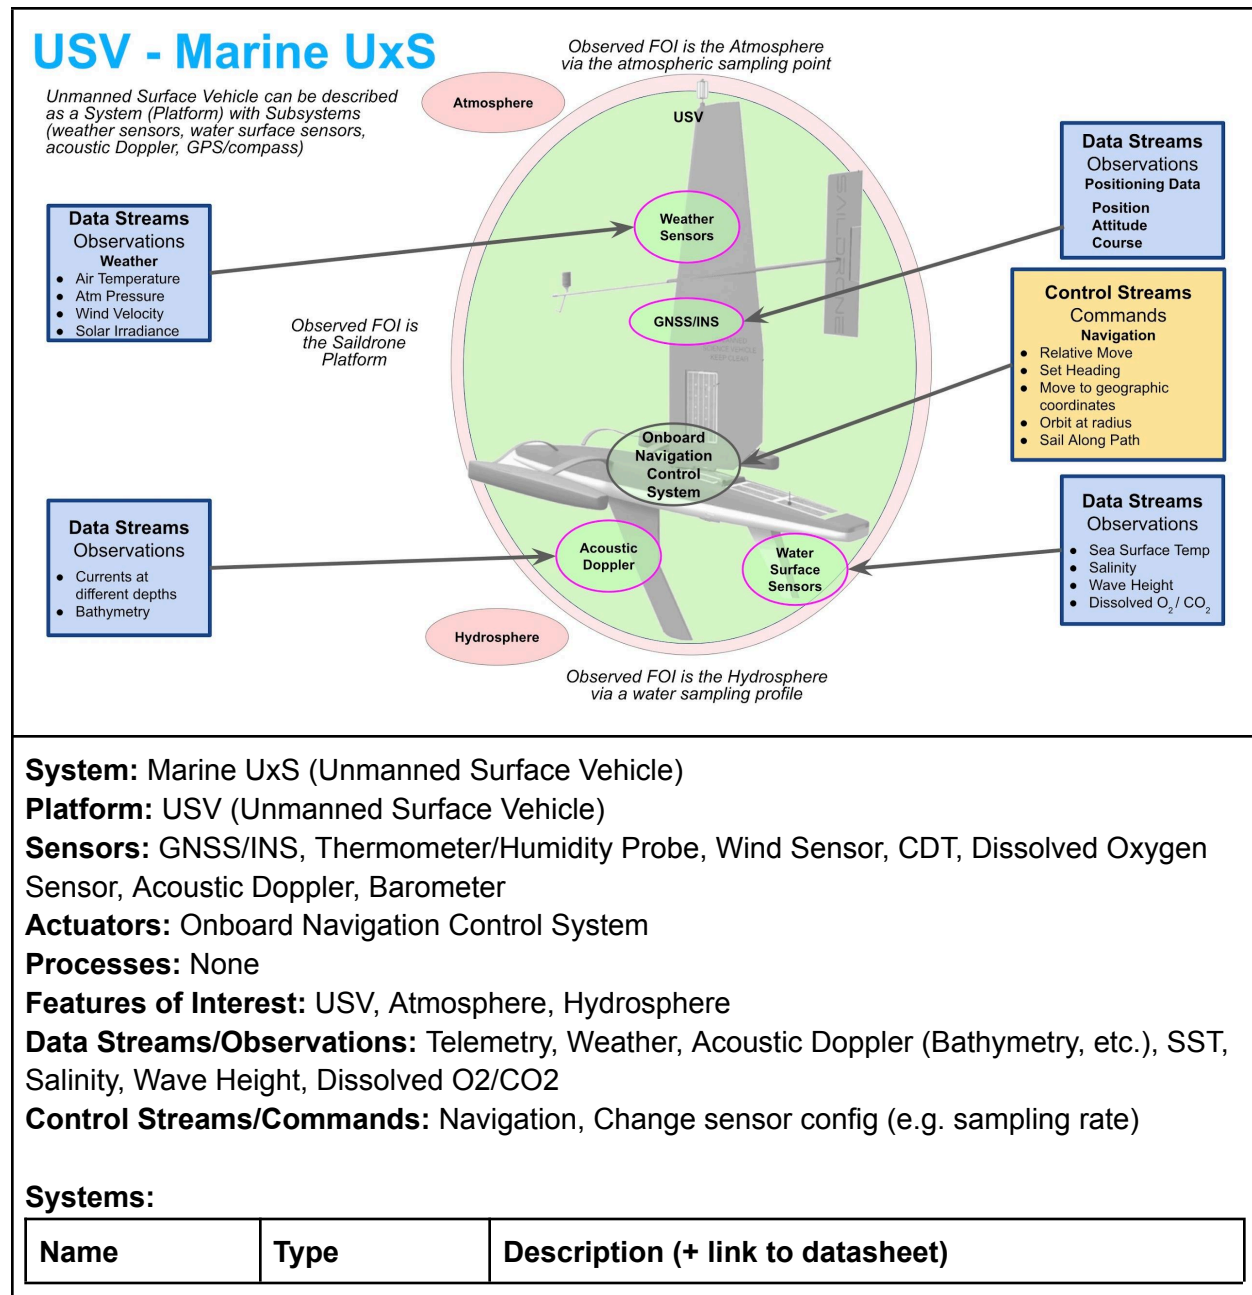 USV - Marine UxS
Unmanned Surface Vehicle can be described
as a System (Platform) with Subsystems
(weather sensors, water surface sensors,
acoustic Doppler, GPS/compass)
Observed FOI is the Atmosphere
via the atmospheric sampling point
Atmosphere
USV
SAILDRONE
Data Streams
Observations
Weather
● Air Temperature
● Atm Pressure
● Wind Velocity
● Solar Irradiance
Weather
Sensors
Data Streams
Observations
Positioning Data
Position
Attitude
Course
Observed FOI is
the Saildrone
Platform
GNSS/INS
SCIENCE VEHICLE
KEEP CLEAR
Control Streams
Commands
Navigation
● Relative Move
● Set Heading
● Move to geographic
coordinates
● Orbit at radius
● Sail Along Path
Onboard
Navigation
Control
System
Data Streams
Observations
● Currents at
different depths
● Bathymetry
Acoustic
Doppler
Water
Surface
Sensors
Data Streams
Observations
● Sea Surface Temp
● Salinity
● Wave Height
● Dissolved O₂ / CO₂
Hydrosphere
Observed FOI is the Hydrosphere
via a water sampling profile
System: Marine UxS (Unmanned Surface Vehicle)
Platform: USV (Unmanned Surface Vehicle)
Sensors: GNSS/INS, Thermometer/Humidity Probe, Wind Sensor, CDT, Dissolved Oxygen
Sensor, Acoustic Doppler, Barometer
Actuators: Onboard Navigation Control System
Processes: None
Features of Interest: USV, Atmosphere, Hydrosphere
Data Streams/Observations: Telemetry, Weather, Acoustic Doppler (Bathymetry, etc.), SST,
Salinity, Wave Height, Dissolved O2/CO2
Control Streams/Commands: Navigation, Change sensor config (e.g. sampling rate)
Systems:
Name Type Description (+ link to datasheet)